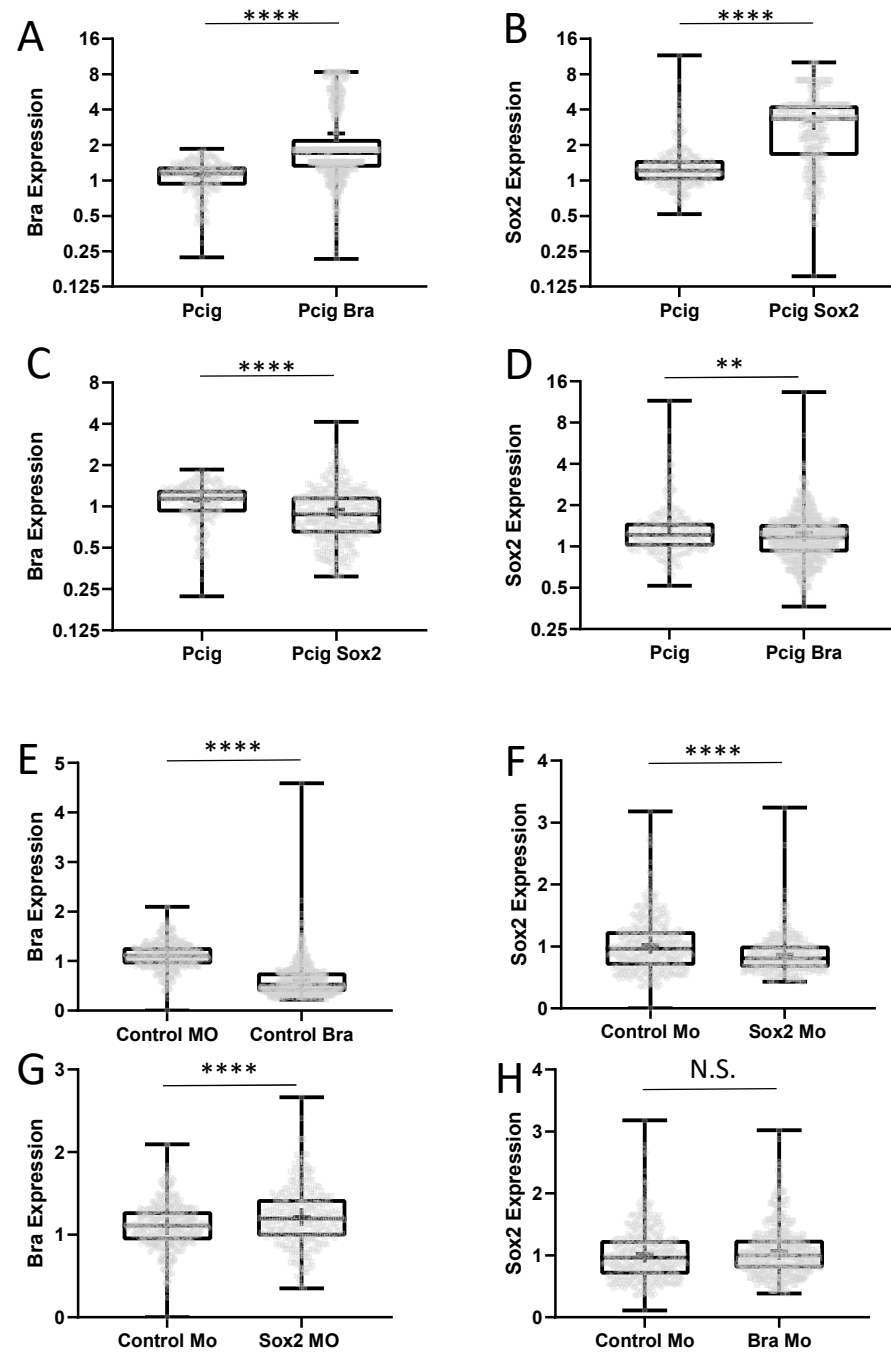 A
****
16
8
4
2
1
0.5
0.25
0.125
Bra Expression
Pcig
Pcig Bra
B
****
16
8
4
2
1
0.5
0.25
0.125
Sox2 Expression
Pcig
Pcig Sox2
C
****
8
4
2
1
0.5
0.25
0.125
Bra Expression
Pcig
Pcig Sox2
D
**
16
8
4
2
1
0.5
0.25
Sox2 Expression
Pcig
Pcig Bra
E
****
5
4
3
2
1
0
Bra Expression
Control MO
Control Bra
F
****
4
3
2
1
0
Sox2 Expression
Control Mo
Sox2 Mo
G
****
3
2
1
0
Bra Expression
Control Mo
Sox2 MO
H
N.S.
4
3
2
1
0
Sox2 Expression
Control Mo
Bra Mo